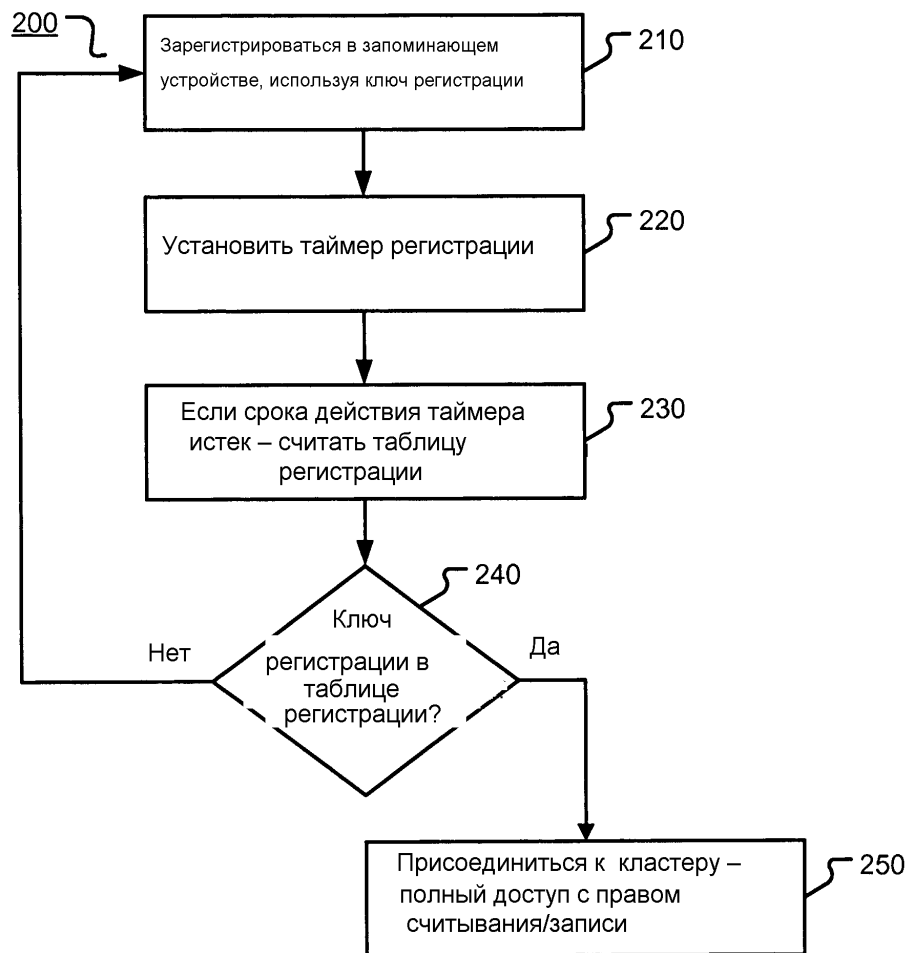 200
Зарегистрироваться в запоминающем
устройстве, используя ключ регистрации
210
Установить таймер регистрации
220
Если срока действия таймера
истек – считать таблицу
регистрации
230
240
Ключ
регистрации в
таблице
регистрации?
Нет
Да
Присоединиться к кластеру –
полный доступ с правом
считывания/записи
250